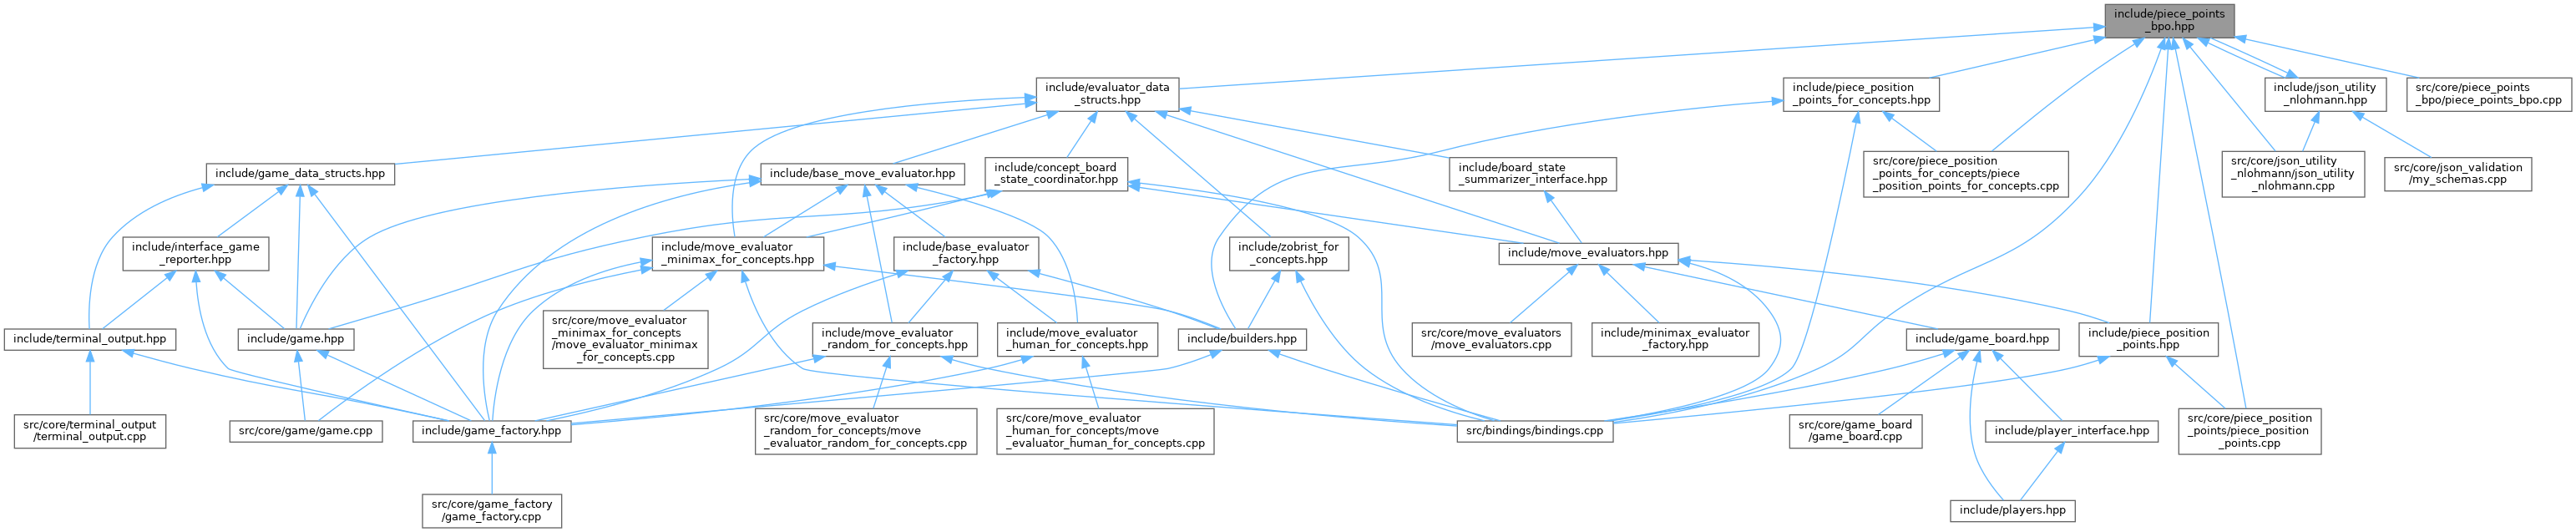 include/piece_points
_bpo.hpp
include/evaluator_data
_structs.hpp
include/piece_position
_points_for_concepts.hpp
include/json_utility
_nlohmann.hpp
src/core/piece_points
_bpo/piece_points_bpo.cpp
include/game_data_structs.hpp
include/base_move_evaluator.hpp
include/concept_board
_state_coordinator.hpp
include/board_state
_summarizer_interface.hpp
src/core/piece_position
_points_for_concepts/piece
_position_points_for_concepts.cpp
src/core/json_utility
_nlohmann/json_utility
_nlohmann.cpp
src/core/json_validation
/my_schemas.cpp
include/interface_game
_reporter.hpp
include/move_evaluator
_minimax_for_concepts.hpp
include/base_evaluator
_factory.hpp
include/zobrist_for
_concepts.hpp
include/move_evaluators.hpp
include/terminal_output.hpp
include/game.hpp
src/core/move_evaluator
_minimax_for_concepts
/move_evaluator_minimax
_for_concepts.cpp
include/move_evaluator
_random_for_concepts.hpp
include/move_evaluator
_human_for_concepts.hpp
include/builders.hpp
src/core/move_evaluators
/move_evaluators.cpp
include/minimax_evaluator
_factory.hpp
include/game_board.hpp
include/piece_position
_points.hpp
src/core/terminal_output
/terminal_output.cpp
src/core/game/game.cpp
include/game_factory.hpp
src/core/move_evaluator
_random_for_concepts/move
_evaluator_random_for_concepts.cpp
src/core/move_evaluator
_human_for_concepts/move
_evaluator_human_for_concepts.cpp
src/bindings/bindings.cpp
src/core/game_board
/game_board.cpp
include/player_interface.hpp
src/core/piece_position
_points/piece_position
_points.cpp
src/core/game_factory
/game_factory.cpp
include/players.hpp